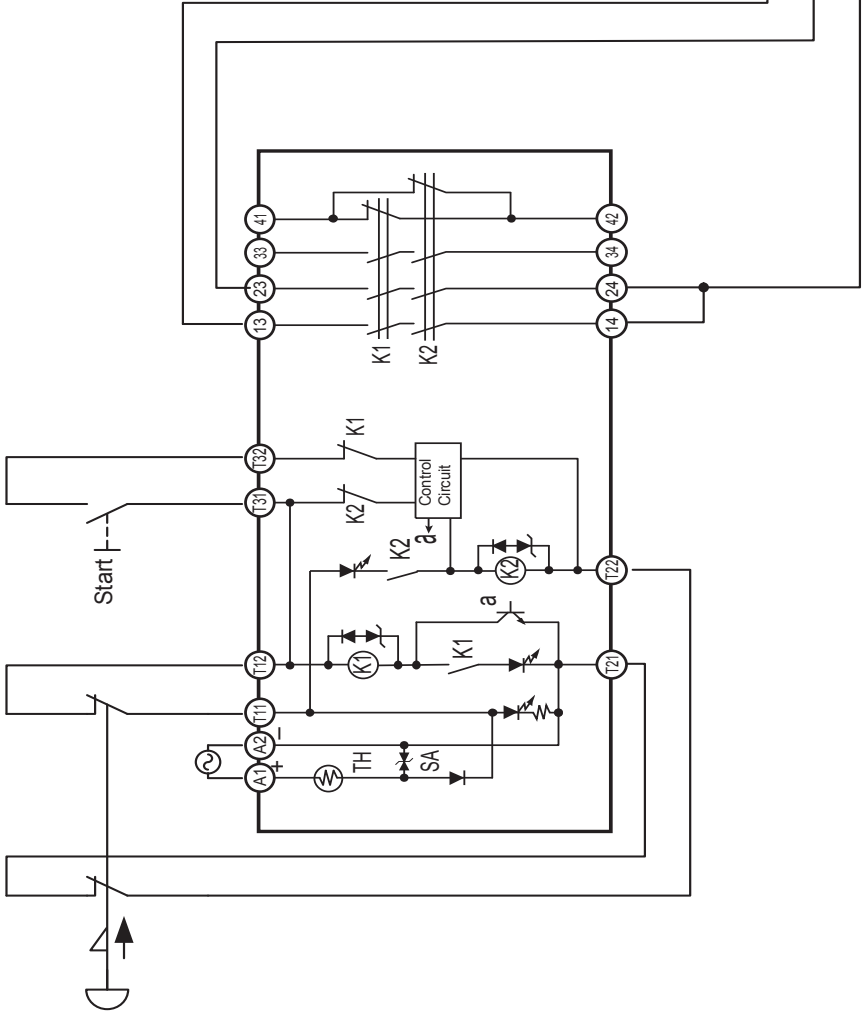 41
33
23
13
42
34
24
14
K1
K2
Start
T32
T31
K1
K2
Control
Circuit
a
K2
K2
T22
T12
K1
K1
a
T21
T11
A2
−
A1
+
TH
SA